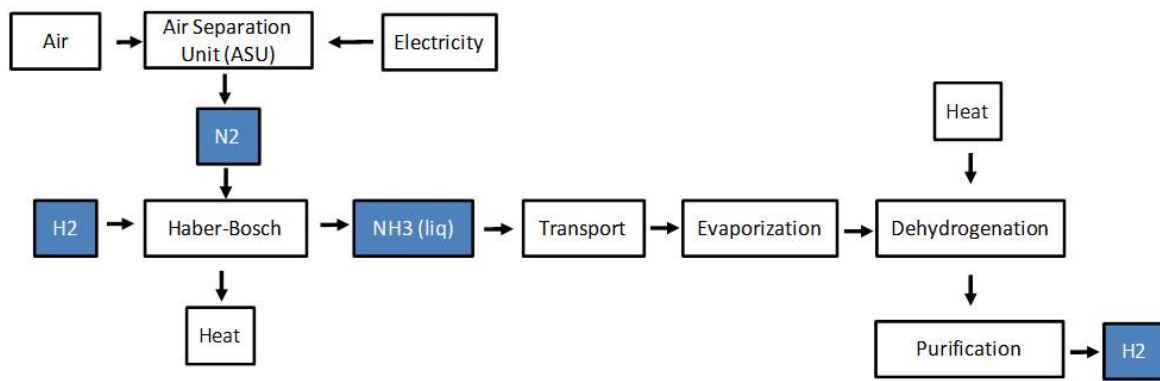 Air
Air Separation
Unit (ASU)
Electricity
N2
Heat
H2
Haber-Bosch
NH3 (liq)
Transport
Evaporization
Dehydrogenation
Heat
Purification
H2